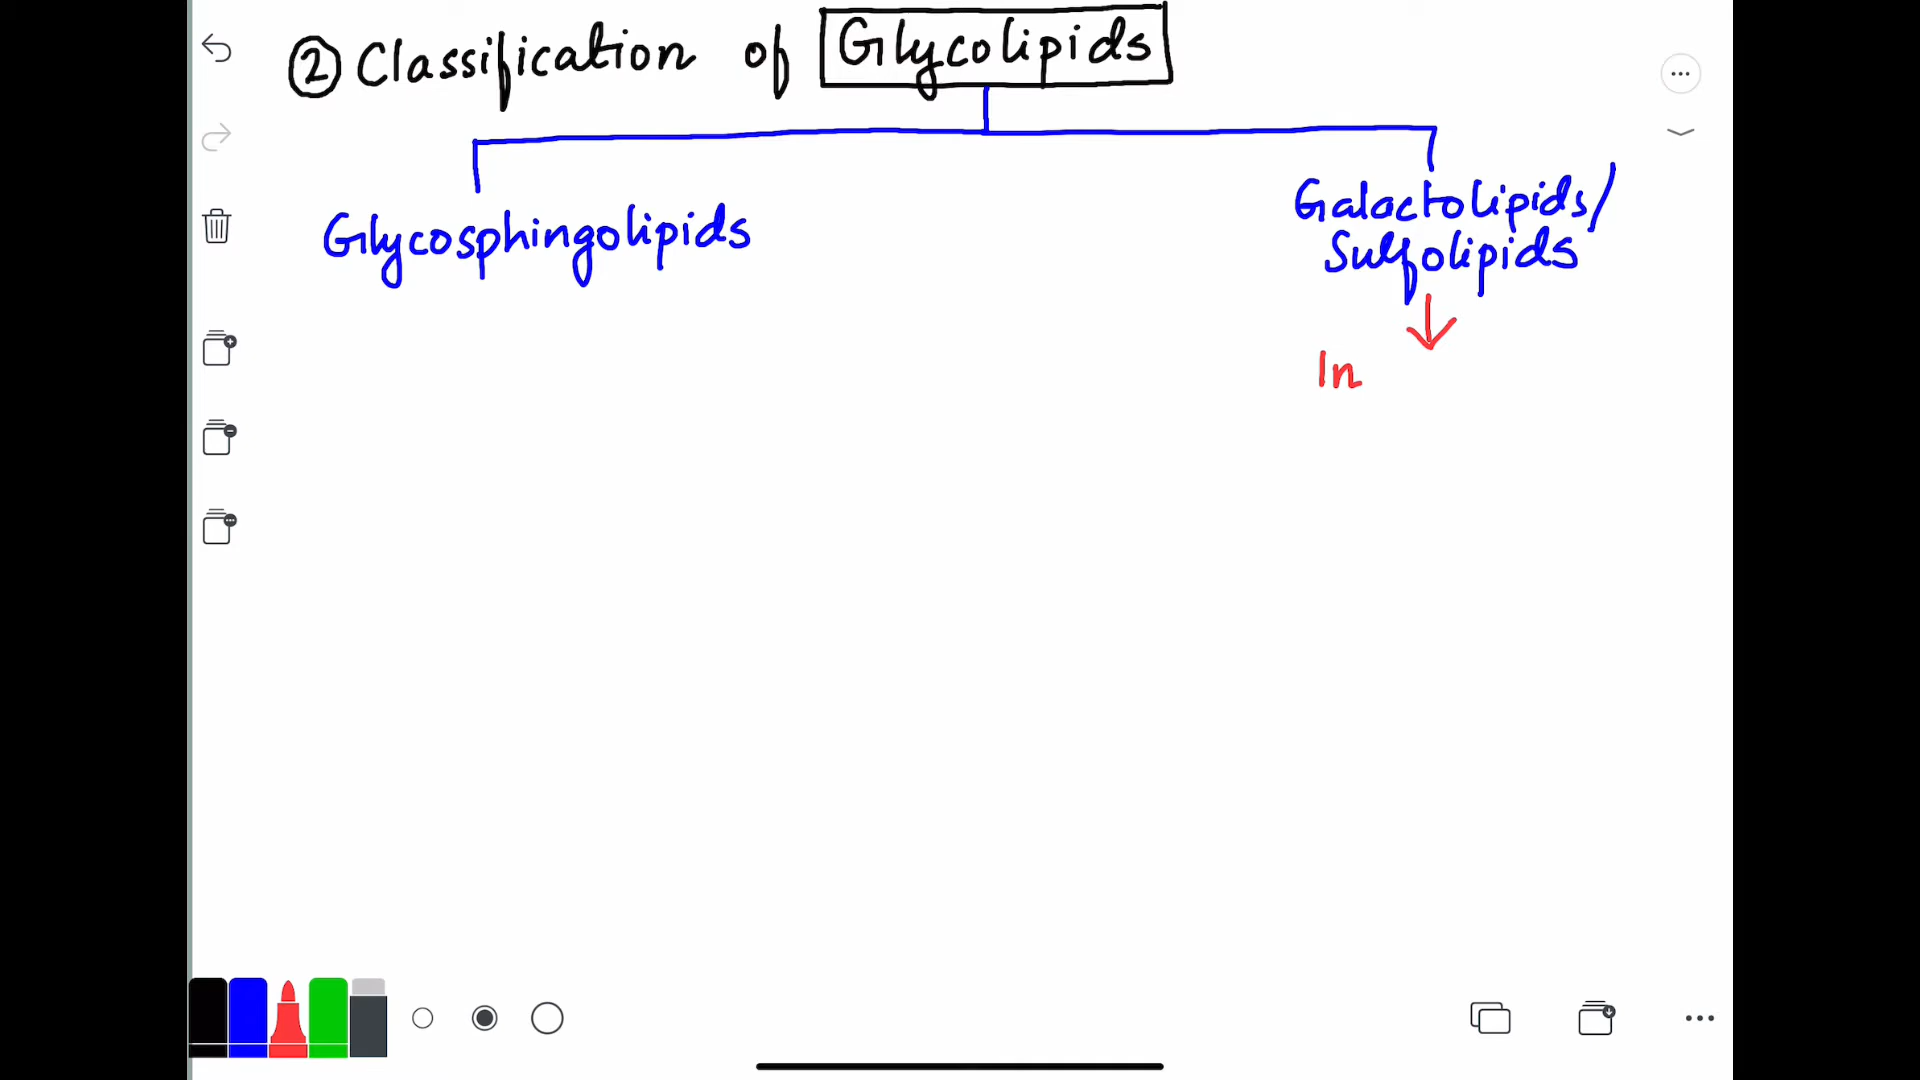 ② Classification of Glycolipids
Glycosphingolipids
Galactolipids/
Sulfolipids
In